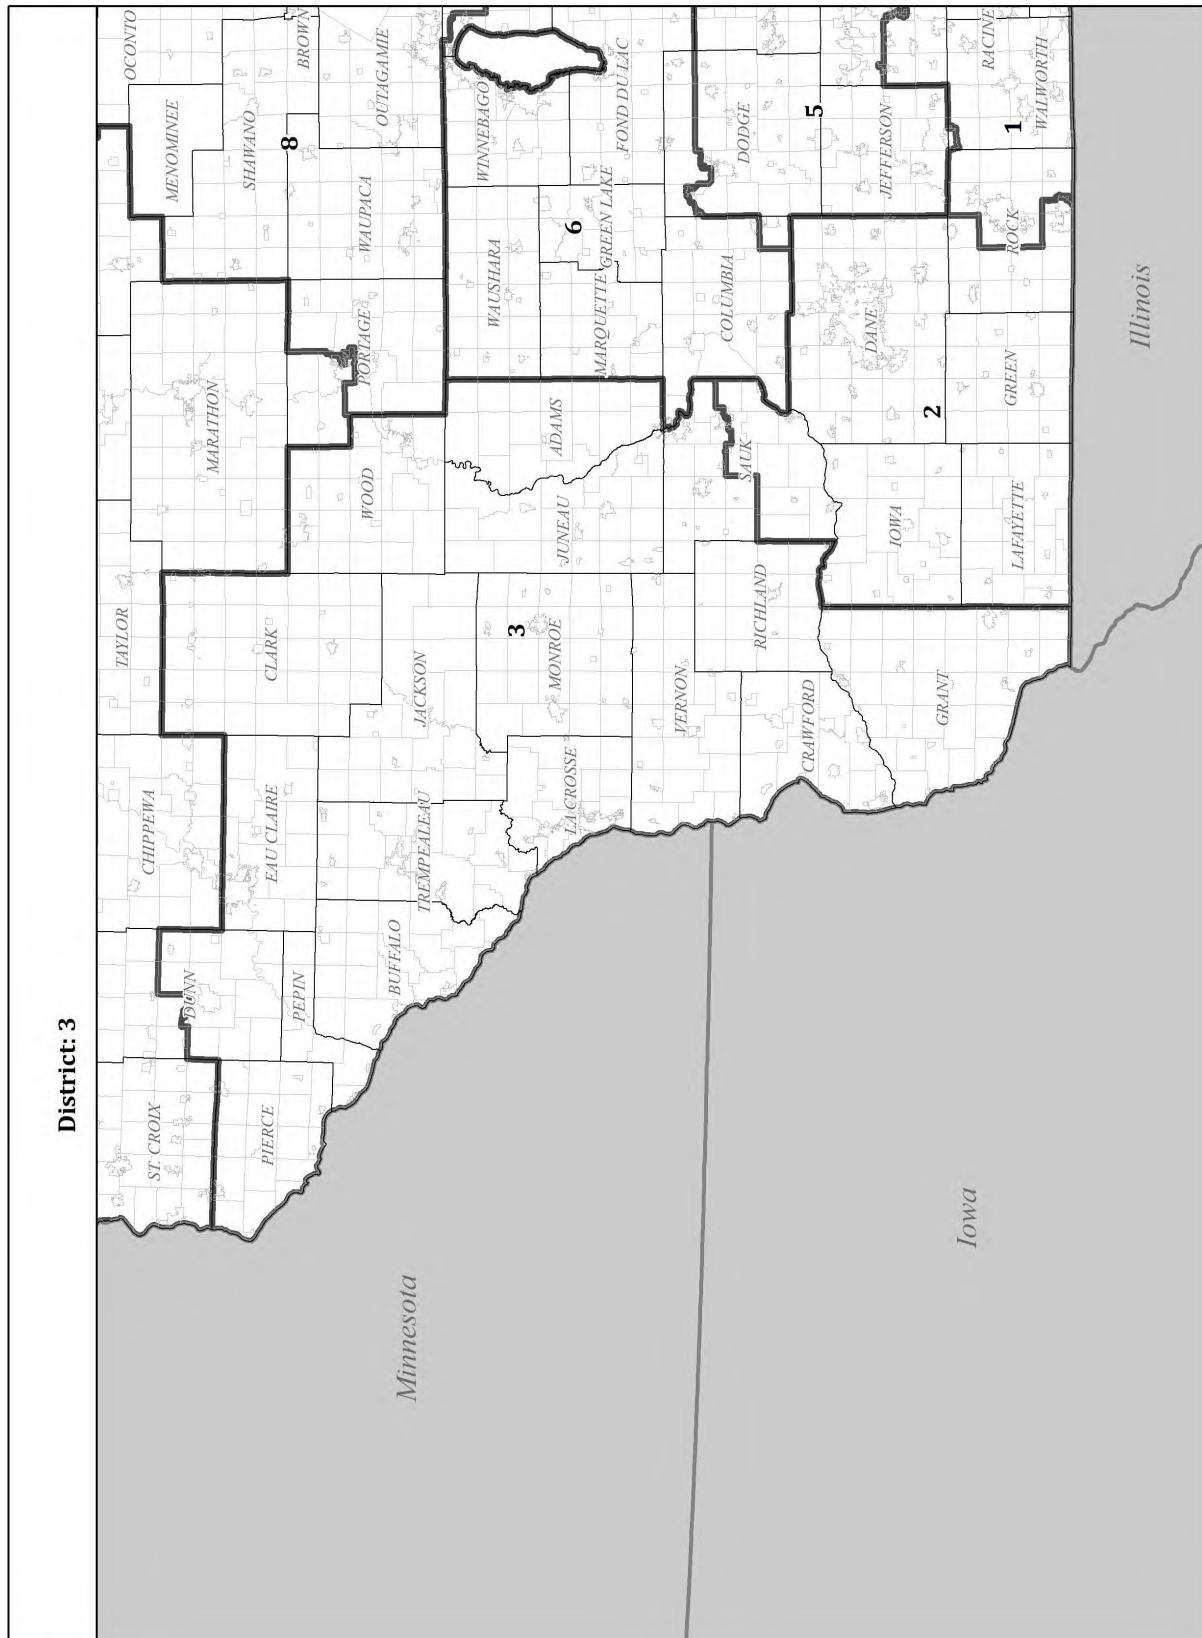 District: 3
ST. CROIX
DUNN
CHIPPEWA
TAYLOR
MARATHON
MENOMINEE
OCONTO
PIERCE
PEPIN
EAU CLAIRE
CLARK
SHAWANO
8
BROWN
BUFFALO
TREMPEALEAU
JACKSON
WOOD
PORTAGE
WAUPACA
OUTAGAMIE
Minnesota
LA CROSSE
3
MONROE
JUNEAU
ADAMS
WAUSHARA
WINNEBAGO
6
MARQUETTE
GREEN LAKE
FOND DU LAC
VERNON
CRAWFORD
RICHLAND
SAUK
COLUMBIA
DODGE
5
GRANT
IOWA
DANE
JEFFERSON
2
LAFAYETTE
GREEN
ROCK
1
RACINE
WALWORTH
Iowa
Illinois